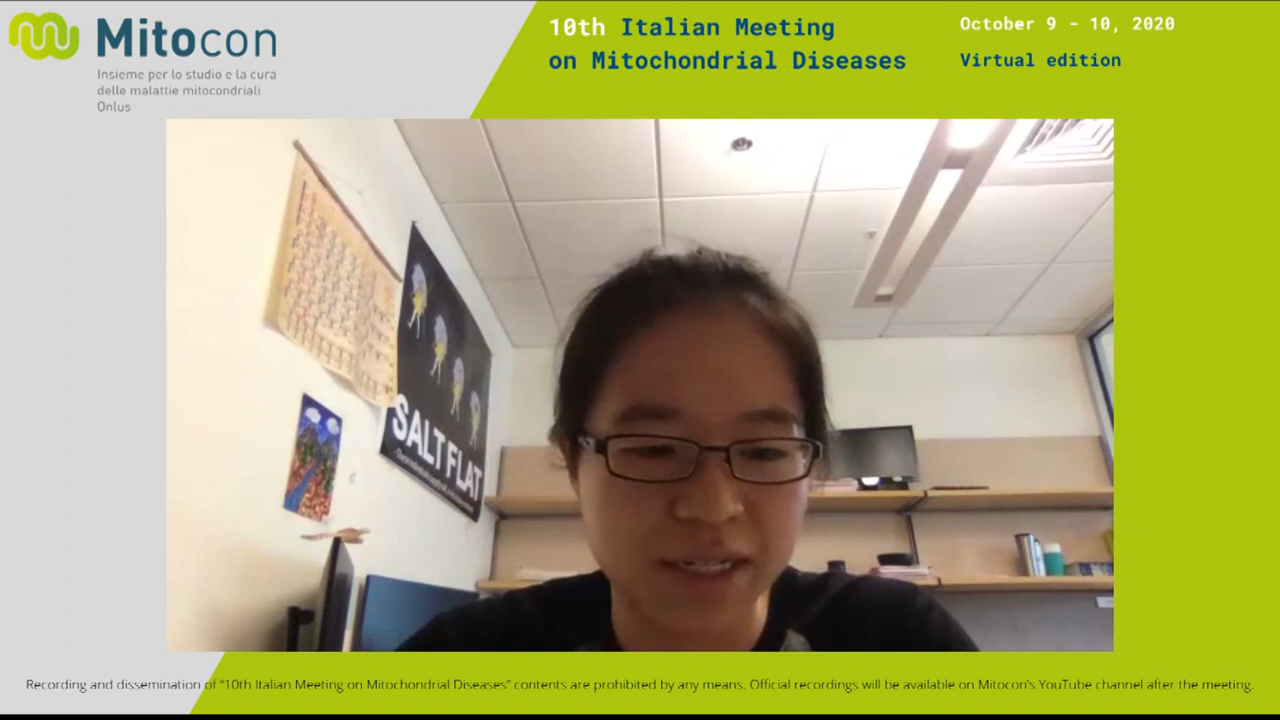 Mitocon
Insieme per lo studio e la cura
delle malattie mitocondriali
Onlus
10th Italian Meeting
on Mitochondrial Diseases
October 9 - 10, 2020
Virtual edition
SALT FLAT
Recording and dissemination of "10th Italian Meeting on Mitochondrial Diseases" contents are prohibited by any means. Official recordings will be available on Mitocon's YouTube channel after the meeting.